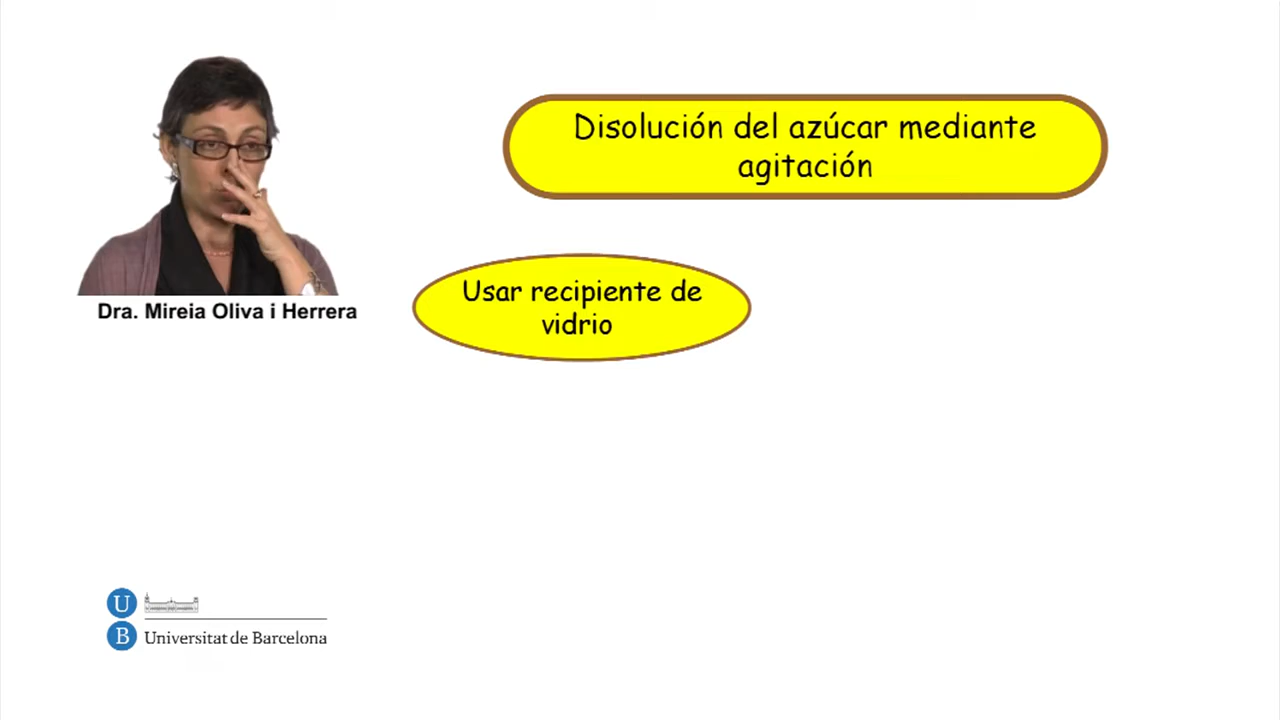 Disolución del azúcar mediante
agitación
Usar recipiente de
vidrio
Dra. Mireia Oliva i Herrera
U
B Universitat de Barcelona